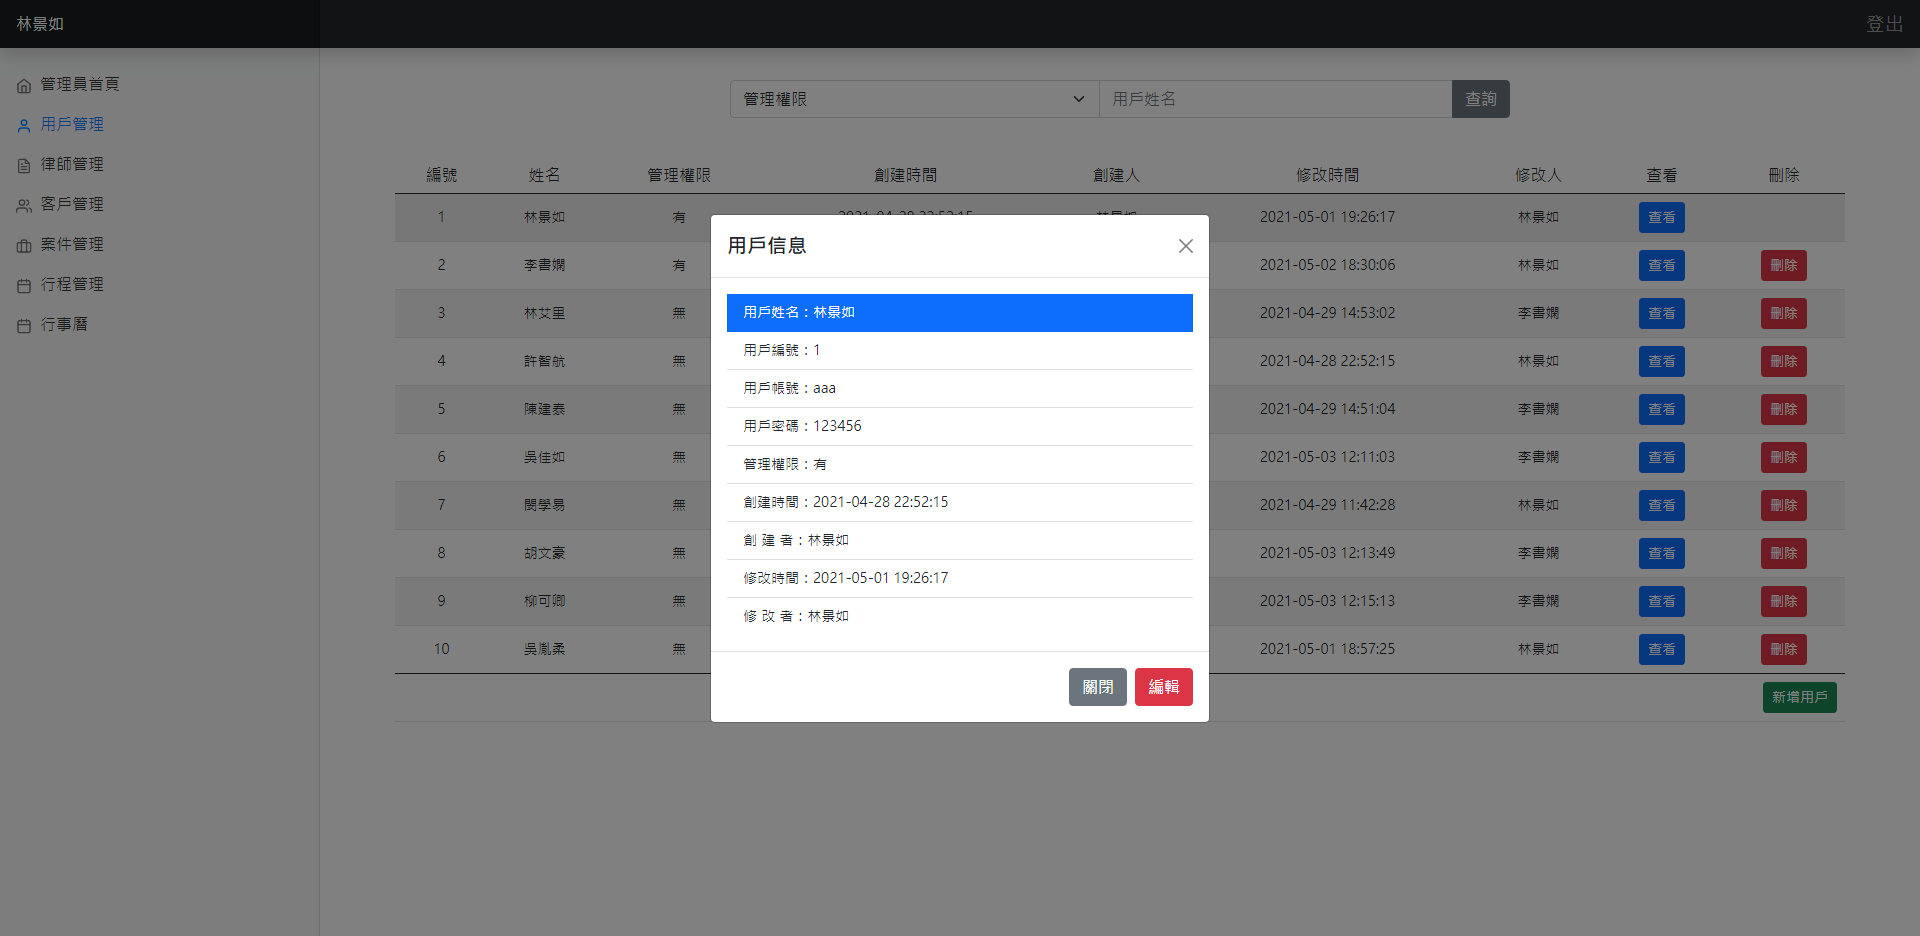 林景如 登出
管理員首頁
用戶管理
律師管理
客戶管理
案件管理
行程管理
行事曆
管理權限 用戶姓名 查詢
編號 姓名 管理權限 創建時間 創建人 修改時間 修改人 查看 刪除
1 林景如 有 2021-04-28 22:52:15 林景如 2021-05-01 19:26:17 林景如 查看
2 李書嫻 有 2021-05-02 18:30:06 林景如 查看 刪除
3 林艾里 無 2021-04-29 14:53:02 李書嫻 查看 刪除
4 許智航 無 2021-04-28 22:52:15 林景如 查看 刪除
5 陳建泰 無 2021-04-29 14:51:04 李書嫻 查看 刪除
6 吳佳如 無 2021-05-03 12:11:03 李書嫻 查看 刪除
7 閔學易 無 2021-04-29 11:42:28 林景如 查看 刪除
8 胡文豪 無 2021-05-03 12:13:49 李書嫻 查看 刪除
9 柳可卿 無 2021-05-03 12:15:13 李書嫻 查看 刪除
10 吳胤柔 無 2021-05-01 18:57:25 林景如 查看 刪除
新增用戶
用戶信息
用戶姓名：林景如
用戶編號：1
用戶帳號：aaa
用戶密碼：123456
管理權限：有
創建時間：2021-04-28 22:52:15
創 建 者：林景如
修改時間：2021-05-01 19:26:17
修 改 者：林景如
關閉 編輯